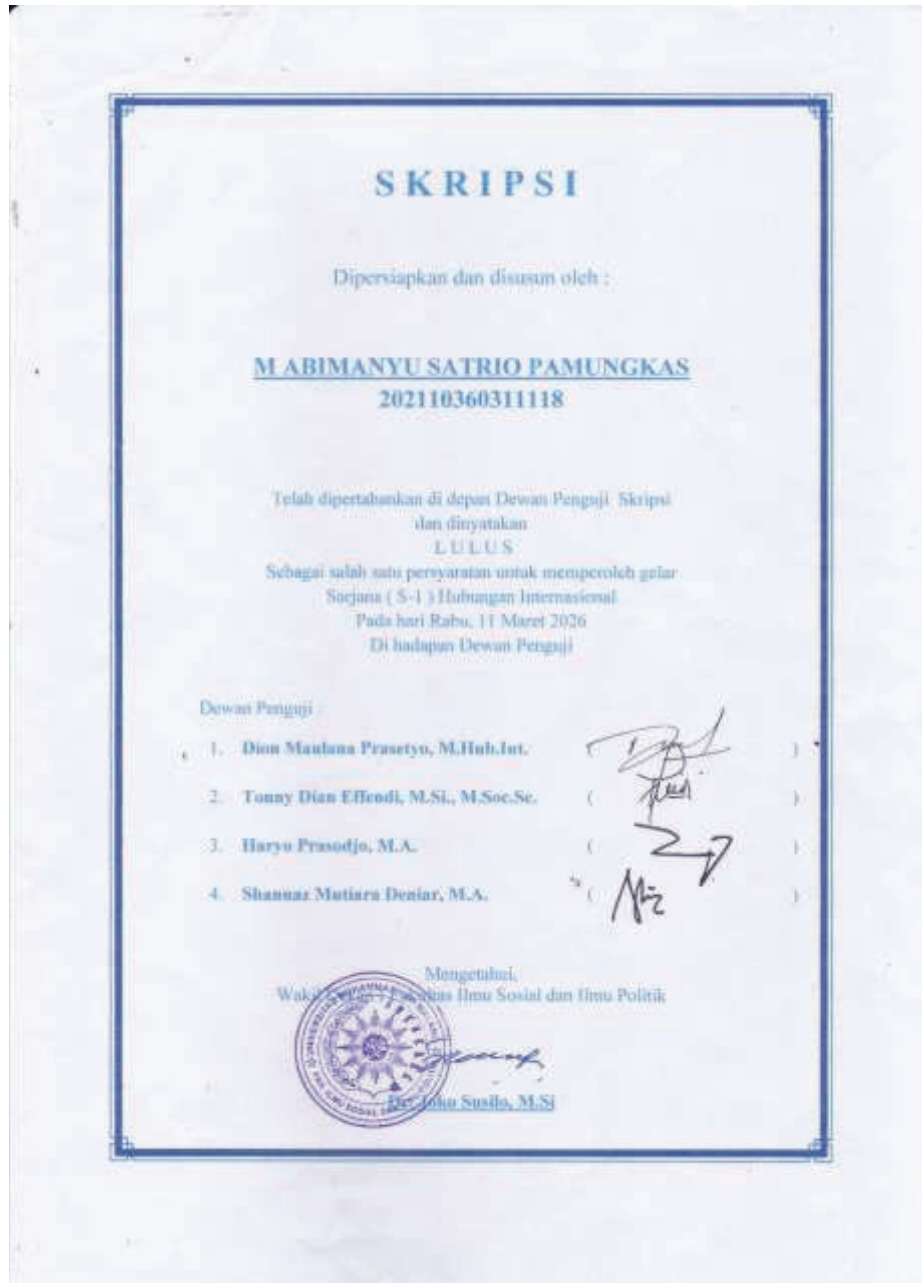 S K R I P S I
Dipersiapkan dan disusun oleh :
M ABIMANYU SATRIO PAMUNGKAS
202110360311118
Telah dipertahankan di depan Dewan Penguji Skripsi
dan dinyatakan
L U L U S
Sebagai salah satu persyaratan untuk memperoleh gelar
Sarjana ( S-1 ) Hubungan Internasional
Pada hari Rabu, 11 Maret 2026
Di hadapan Dewan Penguji
Dewan Penguji :
1. Dion Maulana Prasetyo, M.Hub.Int. ( )
2. Tonny Dian Effendi, M.Si., M.Soc.Sc. ( )
3. Haryo Prasodjo, M.A. ( )
4. Shannaz Mutiara Deniar, M.A. ( )
Mengetahui,
Wakil Dekan I Fakultas Ilmu Sosial dan Ilmu Politik
Dr. Joko Susilo, M.Si